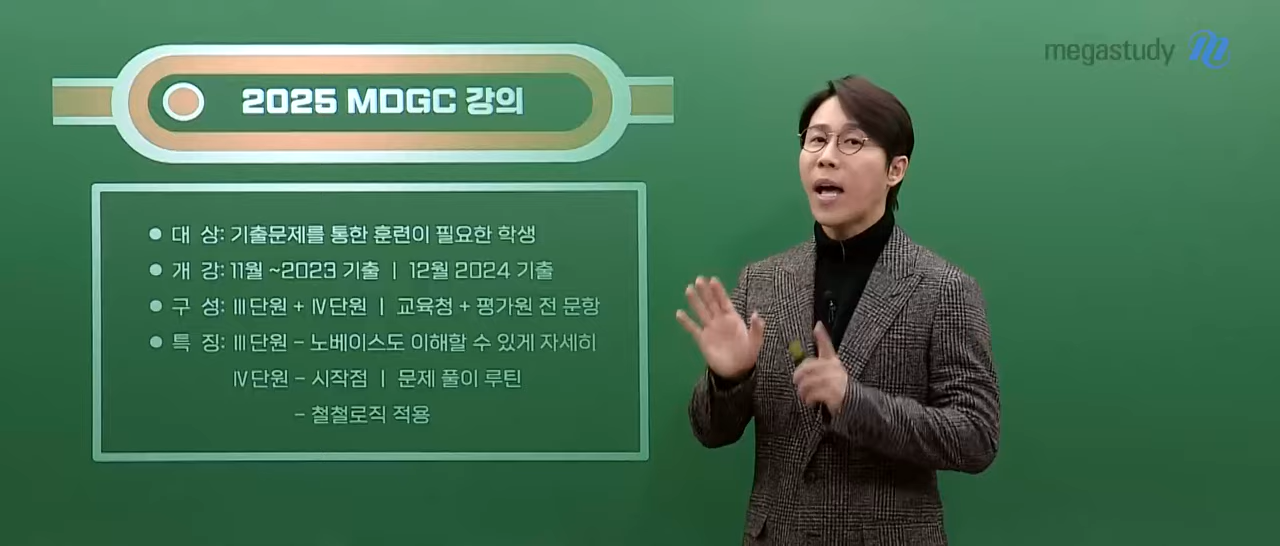 megastudy
2025 MDGC 강의
● 대 상: 기출문제를 통한 훈련이 필요한 학생
● 개 강: 11월 ~2023 기출 | 12월 2024 기출
● 구 성: Ⅲ단원 + Ⅳ단원 | 교육청 + 평가원 전 문항
● 특 징: Ⅲ단원 – 노베이스도 이해할 수 있게 자세히
Ⅳ단원 – 시작점 | 문제 풀이 루틴
– 철철로직 적용